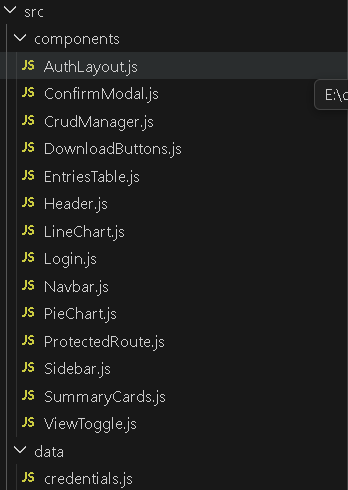 src
components
JS AuthLayout.js
JS ConfirmModal.js
E:\
JS CrudManager.js
JS DownloadButtons.js
JS EntriesTable.js
JS Header.js
JS LineChart.js
JS Login.js
JS Navbar.js
JS PieChart.js
JS ProtectedRoute.js
JS Sidebar.js
JS SummaryCards.js
JS ViewToggle.js
data
JS credentials.js